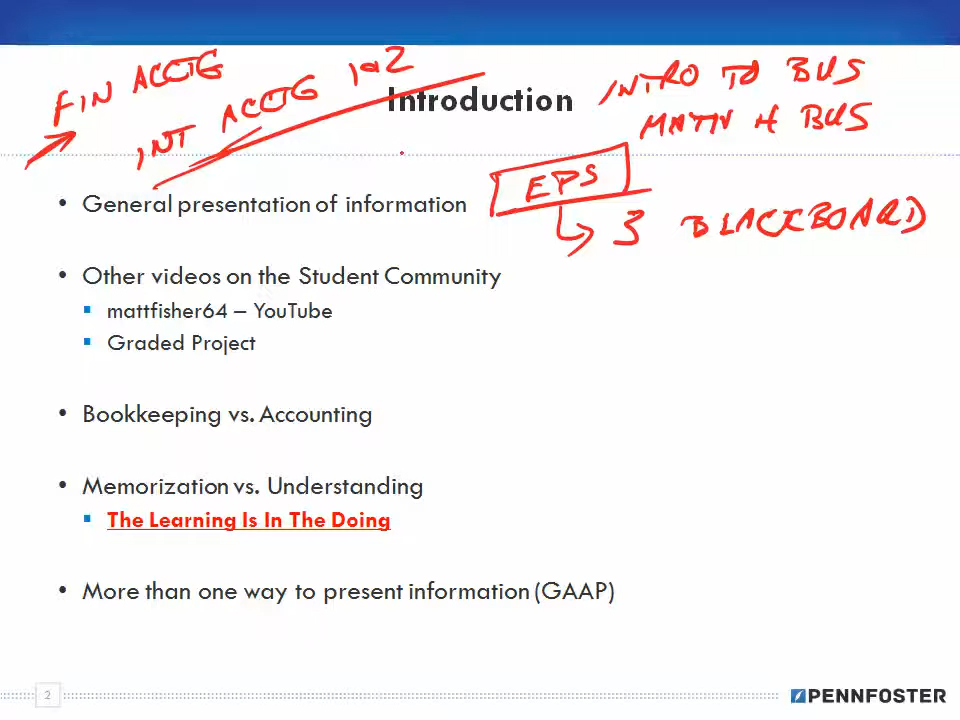 FIN ACCTG
INT ACCTG 1&2
Introduction
INTRO TO BUS
MATH 4 BUS
EPS
3 BLACKBOARD
• General presentation of information
• Other videos on the Student Community
▪ mattfisher64 – YouTube
▪ Graded Project
• Bookkeeping vs. Accounting
• Memorization vs. Understanding
▪ The Learning Is In The Doing
• More than one way to present information (GAAP)
2
PENNFOSTER